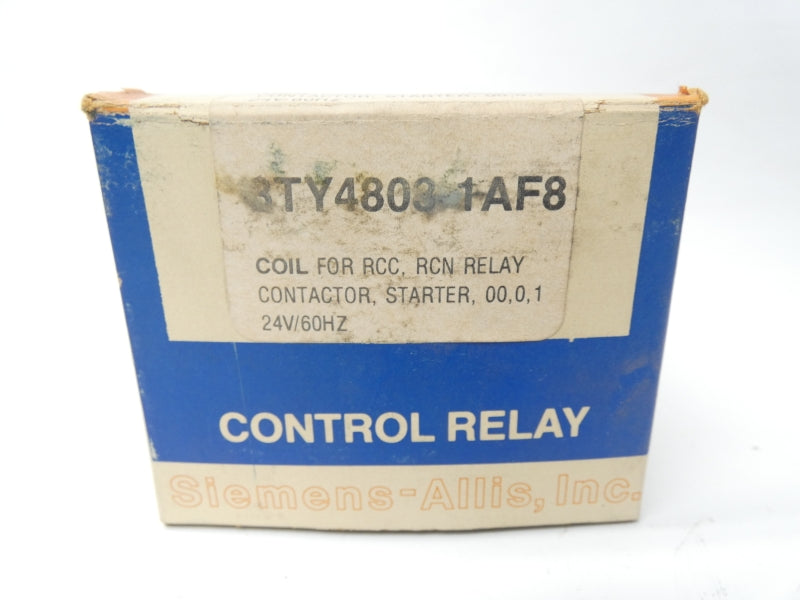 3TY4803-1AF8
COIL FOR RCC, RCN RELAY
CONTACTOR, STARTER, 00,0,1
24V/60HZ
CONTROL RELAY
Siemens-Allis, Inc.